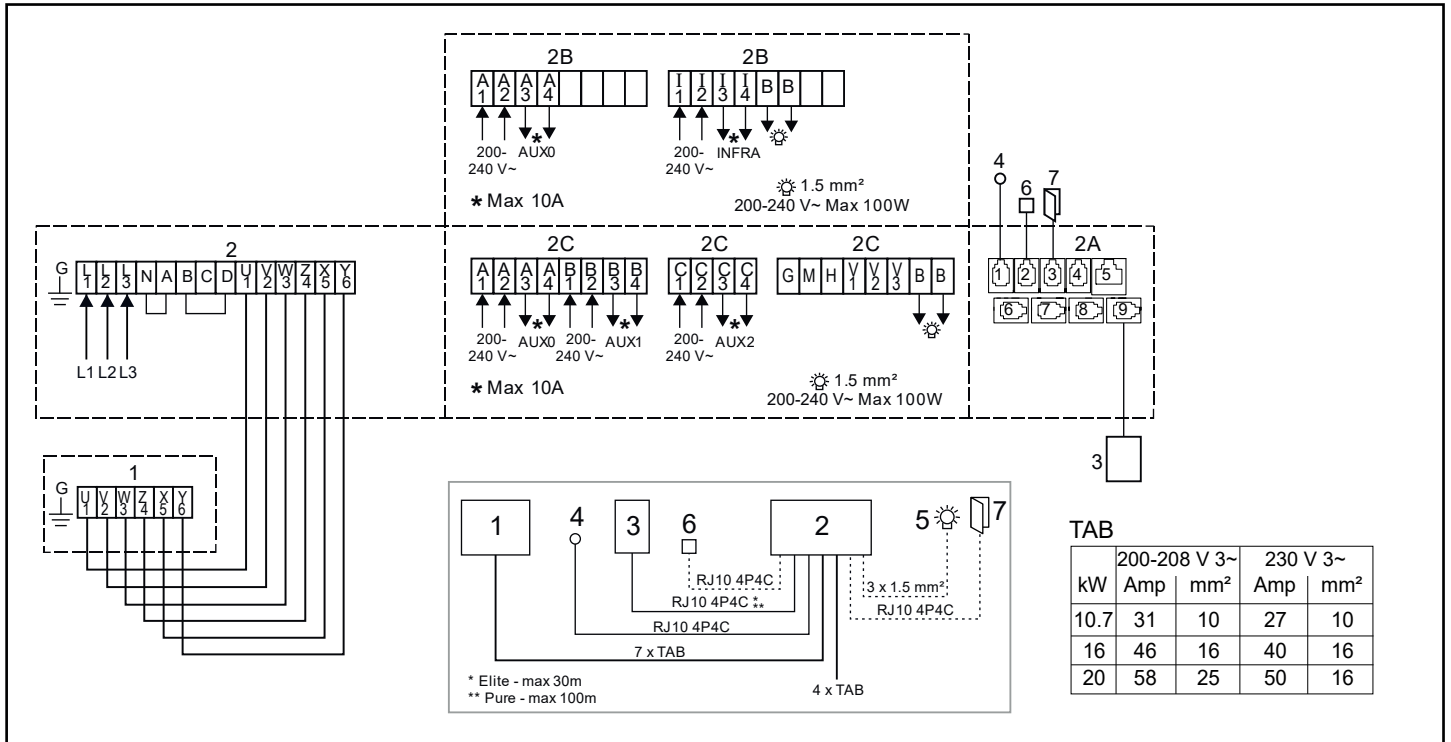 2B 2B
A1 A2 A3 A4
I1 I2 I3 I4 B B
200-240 V~ * AUX0
200-240 V~ * INFRA
* Max 10A
1.5 mm²
200-240 V~ Max 100W
4
6
7
2
G L1 L2 L3 N A B C D U1 V2 W3 Z4 X5 Y6
L1 L2 L3
2C 2C 2C
A1 A2 A3 A4 B1 B2 B3 B4
C1 C2 C3 C4
G M H V1 V2 V3 B B
200-240 V~ * AUX0 200-240 V~ * AUX1
200-240 V~ * AUX2
* Max 10A
1.5 mm²
200-240 V~ Max 100W
2A
1 2 3 4 5
6 7 8 9
3
1
G U1 V2 W3 Z4 X5 Y6
1 4 3 6 2 5 7
RJ10 4P4C
RJ10 4P4C * **
RJ10 4P4C
7 x TAB
3 x 1.5 mm²
RJ10 4P4C
4 x TAB
* Elite - max 30m
** Pure - max 100m
TAB
200-208 V 3~ 230 V 3~
kW Amp mm² Amp mm²
10.7 31 10 27 10
16 46 16 40 16
20 58 25 50 16